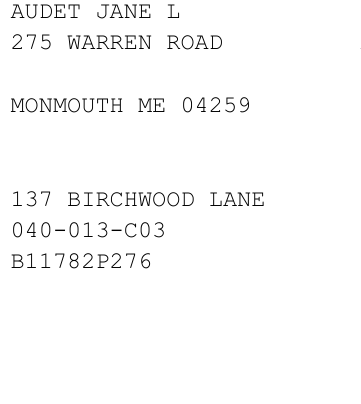 AUDET JANE L
275 WARREN ROAD
MONMOUTH ME 04259
137 BIRCHWOOD LANE
040-013-C03
B11782P276